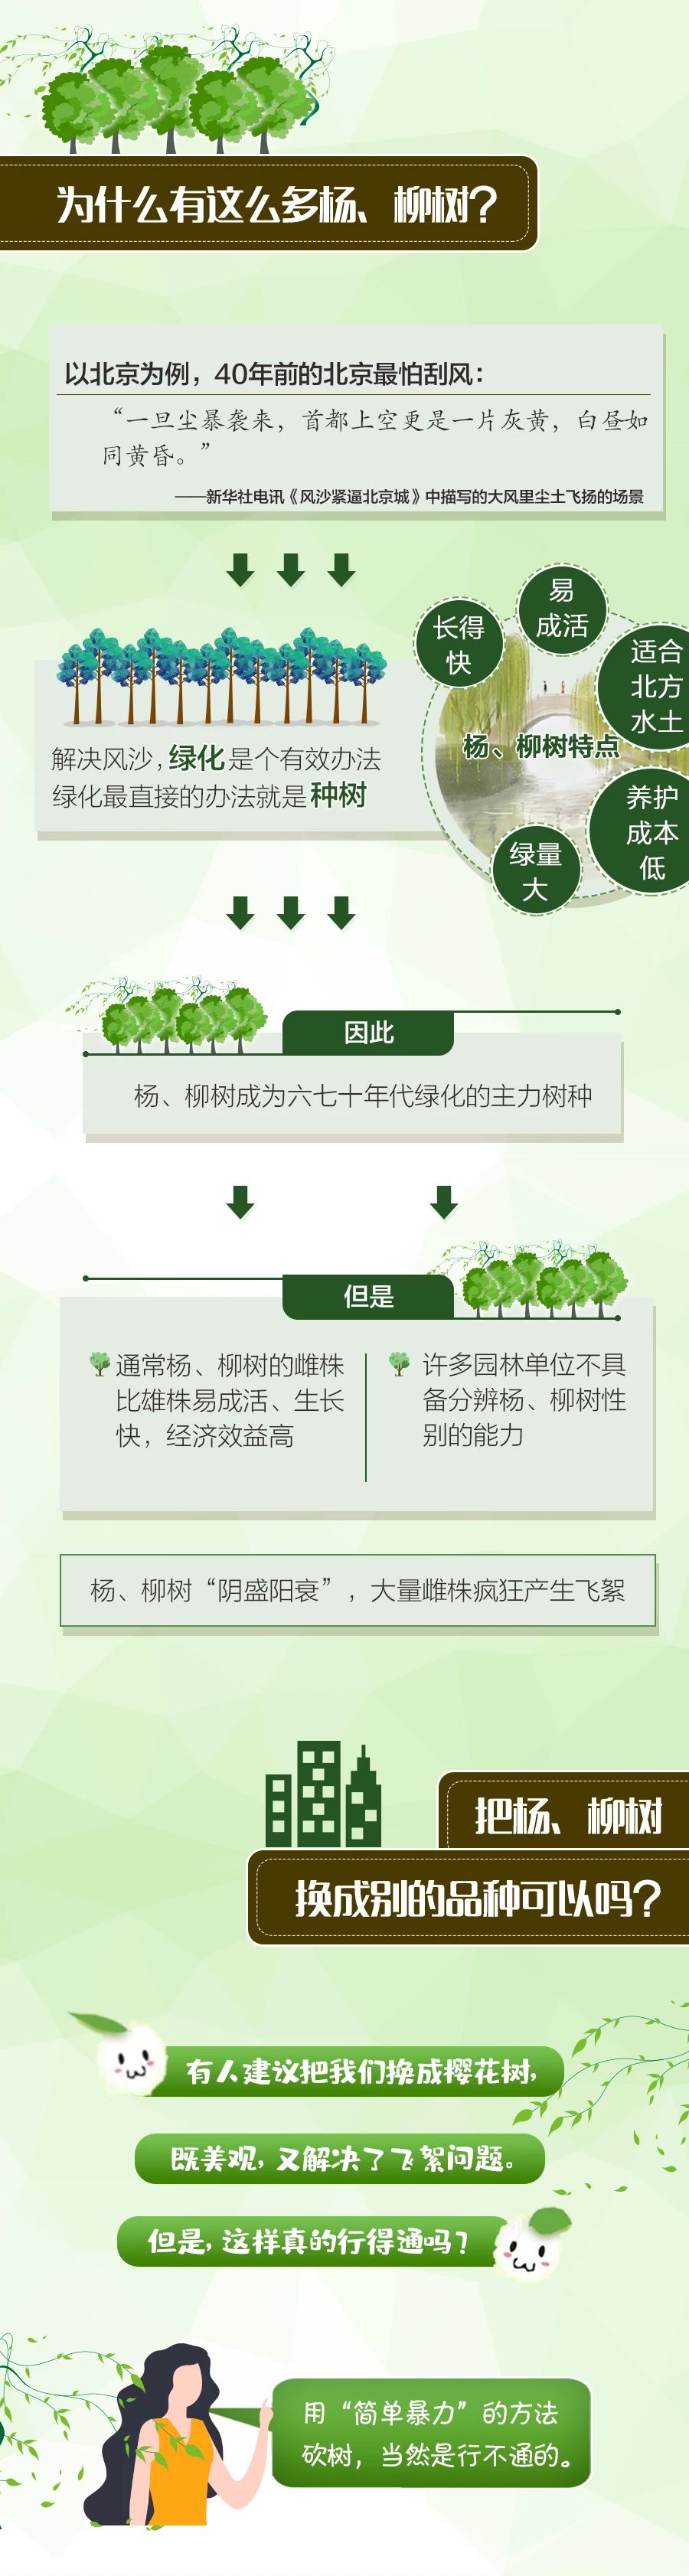 为什么有这么多杨、柳树？
以北京为例，40年前的北京最怕刮风：
“一旦尘暴袭来，首都上空更是一片灰黄，白昼如
同黄昏。”
——新华社电讯《风沙紧逼北京城》中描写的大风里尘土飞扬的场景
易
成活
长得
快
适合
北方
水土
杨、柳树特点
养护
成本
低
绿量
大
解决风沙，绿化是个有效办法
绿化最直接的办法就是种树
因此
杨、柳树成为六七十年代绿化的主力树种
但是
通常杨、柳树的雌株
比雄株易成活、生长
快，经济效益高
许多园林单位不具
备分辨杨、柳树性
别的能力
杨、柳树“阴盛阳衰”，大量雌株疯狂产生飞絮
把杨、柳树
换成别的品种可以吗？
有人建议把我们换成樱花树，
既美观，又解决了飞絮问题。
但是，这样真的行得通吗？
用“简单暴力”的方法
砍树，当然是行不通的。